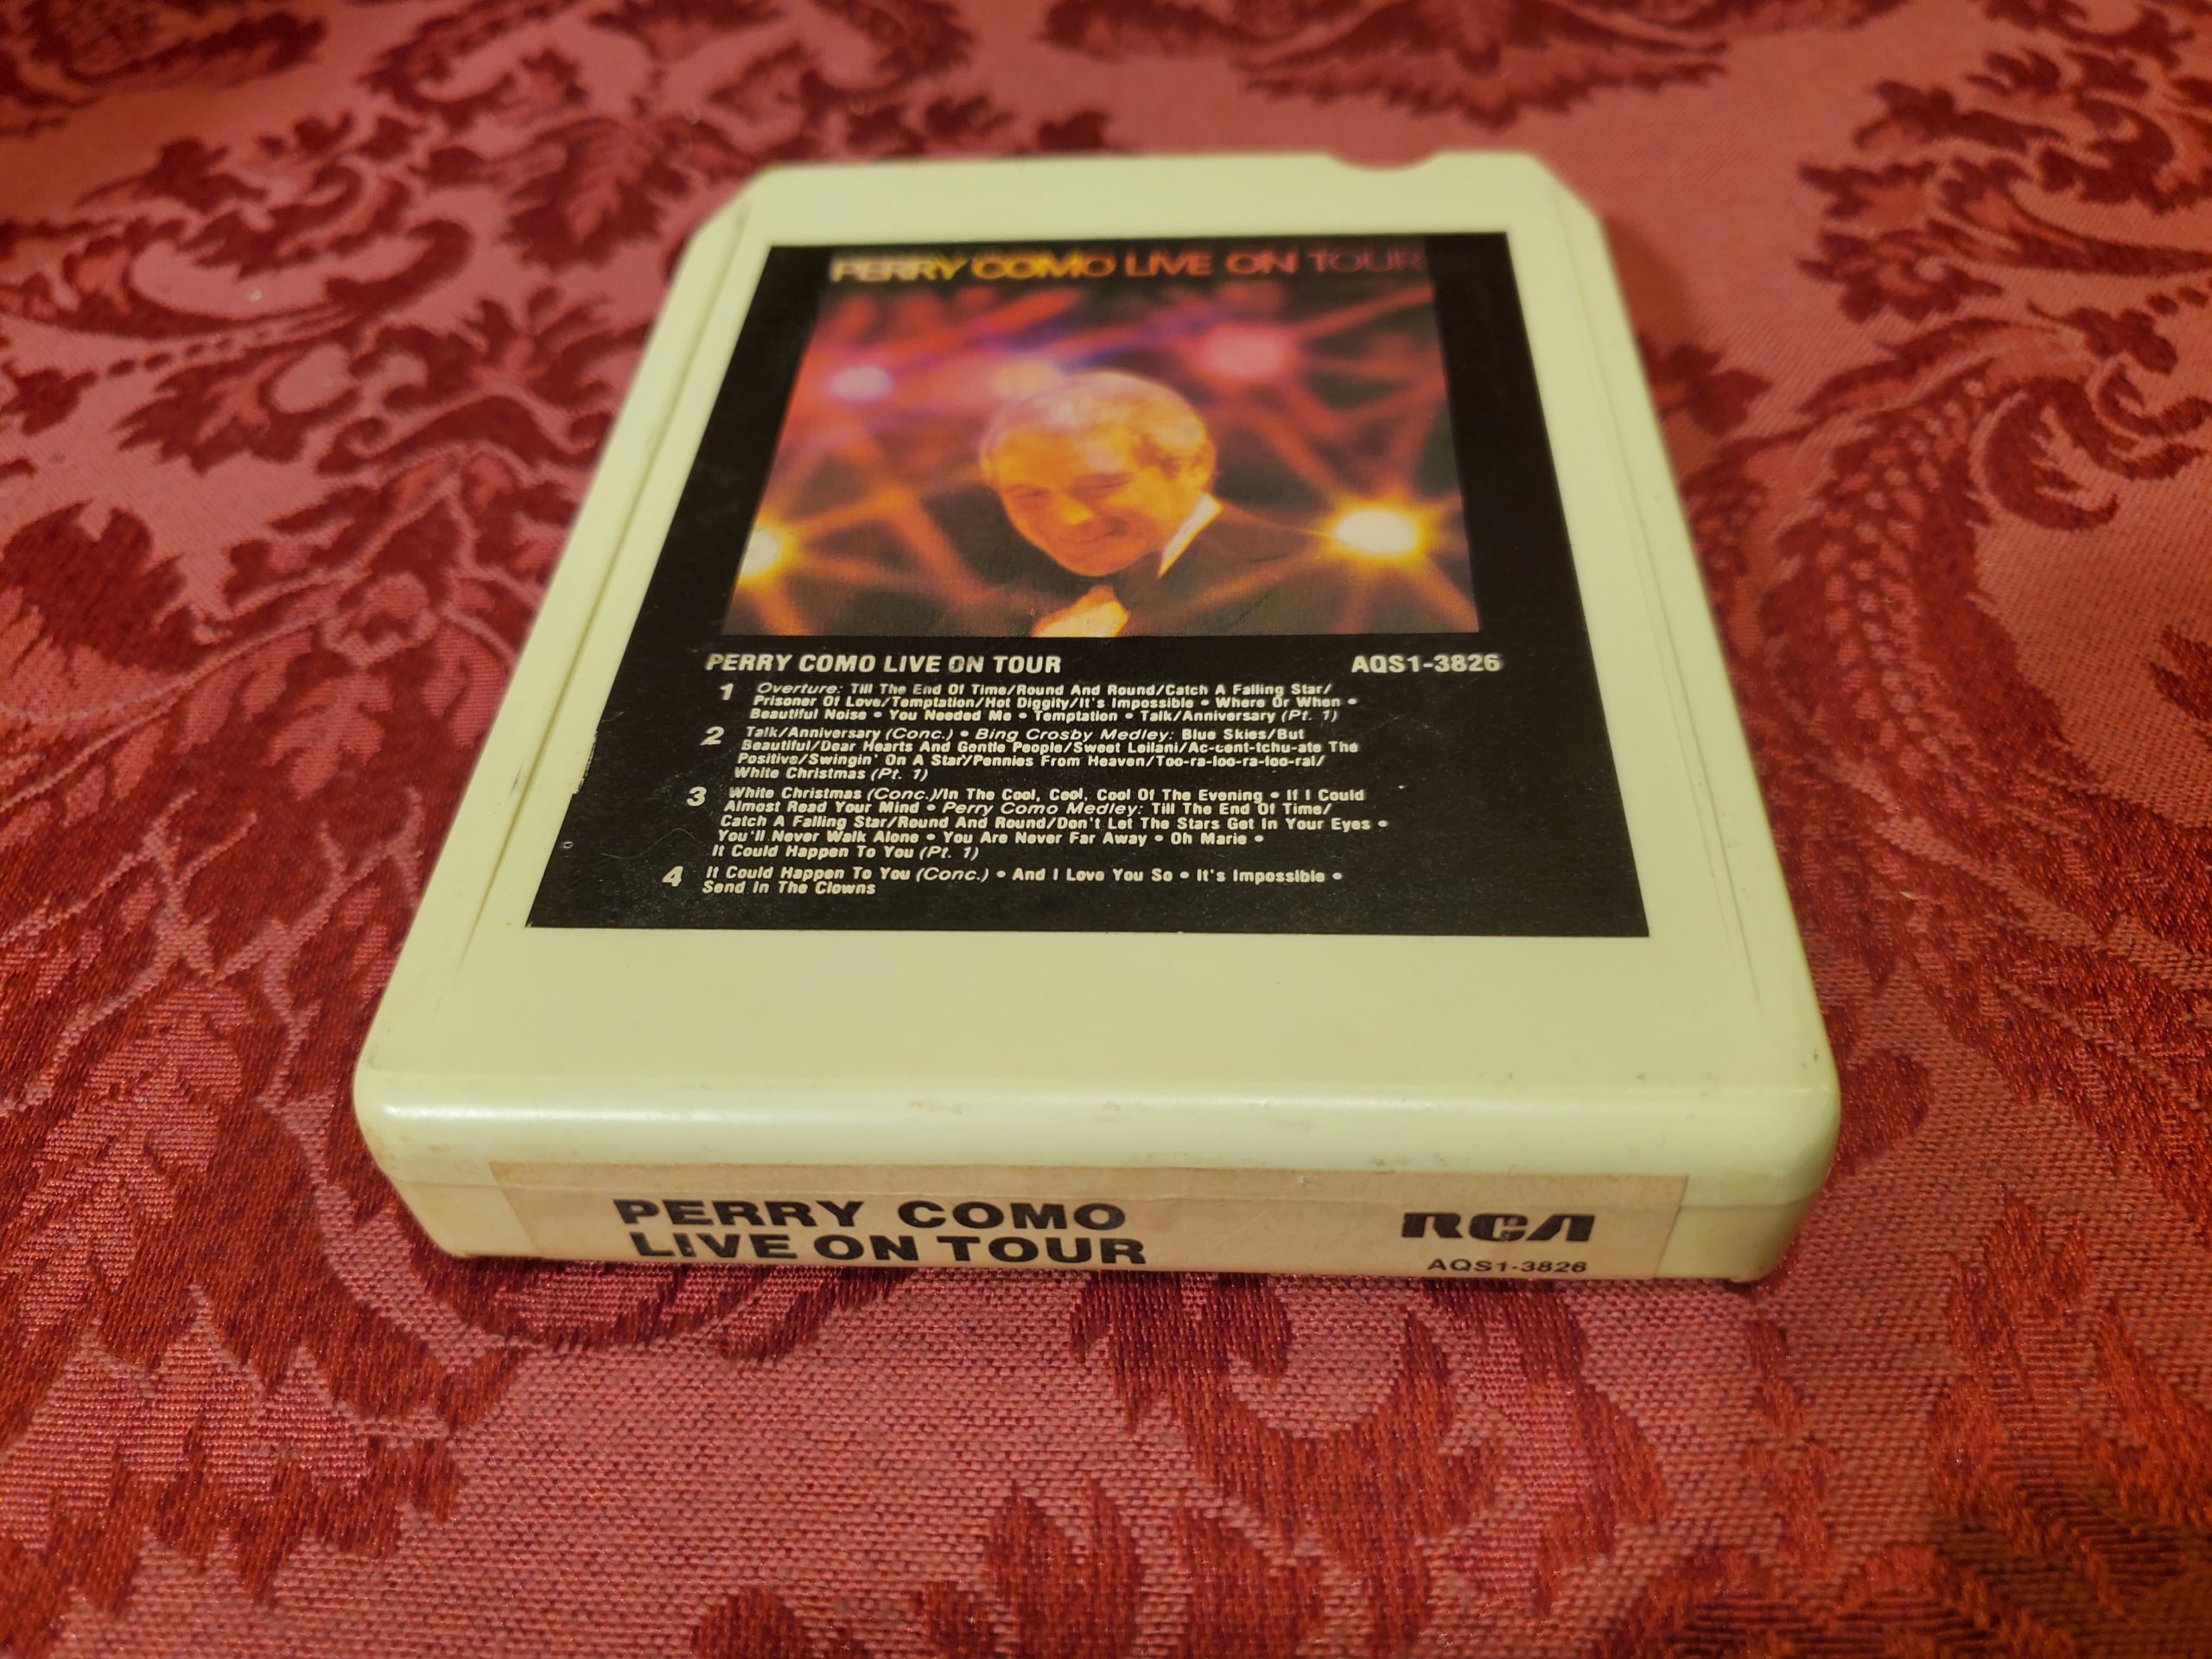 PERRY COMO LIVE ON TOUR
PERRY COMO LIVE ON TOUR AQS1-3826
1 Overture: Till The End Of Time/Round And Round/Catch A Falling Star/
Prisoner Of Love/Temptation/Hot Diggity/It's Impossible • Where Or When •
Beautiful Noise • You Needed Me • Temptation • Talk/Anniversary (Pt. 1)
2 Talk/Anniversary (Conc.) • Bing Crosby Medley: Blue Skies/But
Beautiful/Dear Hearts And Gentle People/Sweet Leilani/Ac-cent-tchu-ate The
Positive/Swingin' On A Star/Pennies From Heaven/Too-ra-loo-ra-loo-ral/
White Christmas (Pt. 1)
3 White Christmas (Conc.)/In The Cool, Cool, Cool Of The Evening • If I Could
Almost Read Your Mind • Perry Como Medley: Till The End Of Time/
Catch A Falling Star/Round And Round/Don't Let The Stars Get In Your Eyes •
You'll Never Walk Alone • You Are Never Far Away • Oh Marie •
It Could Happen To You (Pt. 1)
4 It Could Happen To You (Conc.) • And I Love You So • It's Impossible •
Send In The Clowns
PERRY COMO RCA
LIVE ON TOUR AQS1-3826